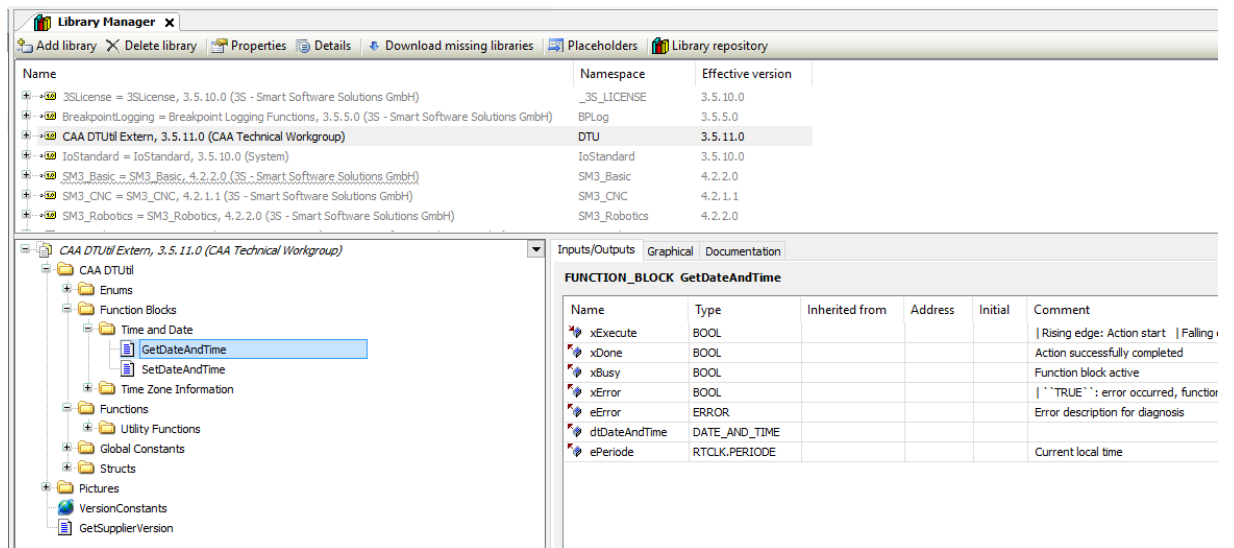 Library Manager x
Add library Delete library Properties Details Download missing libraries Placeholders Library repository
Name Namespace Effective version
3SLicense = 3SLicense, 3.5.10.0 (3S - Smart Software Solutions GmbH) _3S_LICENSE 3.5.10.0
BreakpointLogging = Breakpoint Logging Functions, 3.5.5.0 (3S - Smart Software Solutions GmbH) BPLog 3.5.5.0
CAA DTUtil Extern, 3.5.11.0 (CAA Technical Workgroup) DTU 3.5.11.0
IoStandard = IoStandard, 3.5.10.0 (System) IoStandard 3.5.10.0
SM3_Basic = SM3_Basic, 4.2.2.0 (3S - Smart Software Solutions GmbH) SM3_Basic 4.2.2.0
SM3_CNC = SM3_CNC, 4.2.1.1 (3S - Smart Software Solutions GmbH) SM3_CNC 4.2.1.1
SM3_Robotics = SM3_Robotics, 4.2.2.0 (3S - Smart Software Solutions GmbH) SM3_Robotics 4.2.2.0
CAA DTUtil Extern, 3.5.11.0 (CAA Technical Workgroup)
CAA DTUtil
Enums
Function Blocks
Time and Date
GetDateAndTime
SetDateAndTime
Time Zone Information
Functions
Utility Functions
Global Constants
Structs
Pictures
VersionConstants
GetSupplierVersion
Inputs/Outputs Graphical Documentation
FUNCTION_BLOCK GetDateAndTime
Name Type Inherited from Address Initial Comment
xExecute BOOL | Rising edge: Action start | Falling
xDone BOOL Action successfully completed
xBusy BOOL Function block active
xError BOOL | ``TRUE``: error occurred, function
eError ERROR Error description for diagnosis
dtDateAndTime DATE_AND_TIME
ePeriode RTCLK.PERIODE Current local time